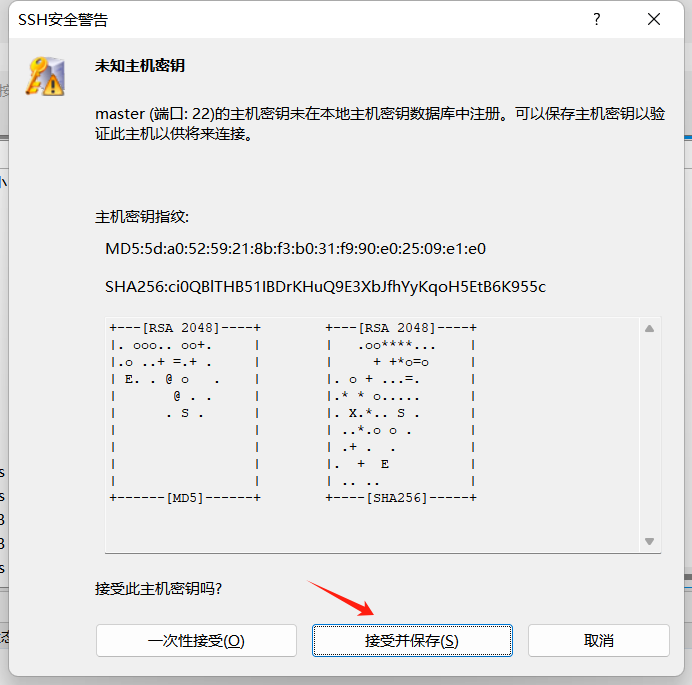 SSH安全警告
?
未知主机密钥
master (端口: 22)的主机密钥未在本地主机密钥数据库中注册。可以保存主机密钥以验
证此主机以供将来连接。
主机密钥指纹:
MD5:5d:a0:52:59:21:8b:f3:b0:31:f9:90:e0:25:09:e1:e0
SHA256:ci0QBlTHB51IBDrKHuQ9E3XbJfhYyKqoH5EtB6K955c
+---[RSA 2048]----+        +---[RSA 2048]----+
|. ooo.. oo+.     |        |   .oo****...    |
|.o ..+ =.+ .     |        |     + +*o=o     |
| E. . @ o   .    |        |. o + ...=.      |
|       @ . .     |        |.* * o.....      |
|      . S .      |        |. X.*.. S .      |
|                 |        | ..*.o o .       |
|                 |        | .+ .  .         |
|                 |        |.  +  E          |
|                 |        | .. ..           |
+------[MD5]------+        +----[SHA256]-----+
接受此主机密钥吗?
一次性接受(O) 接受并保存(S) 取消